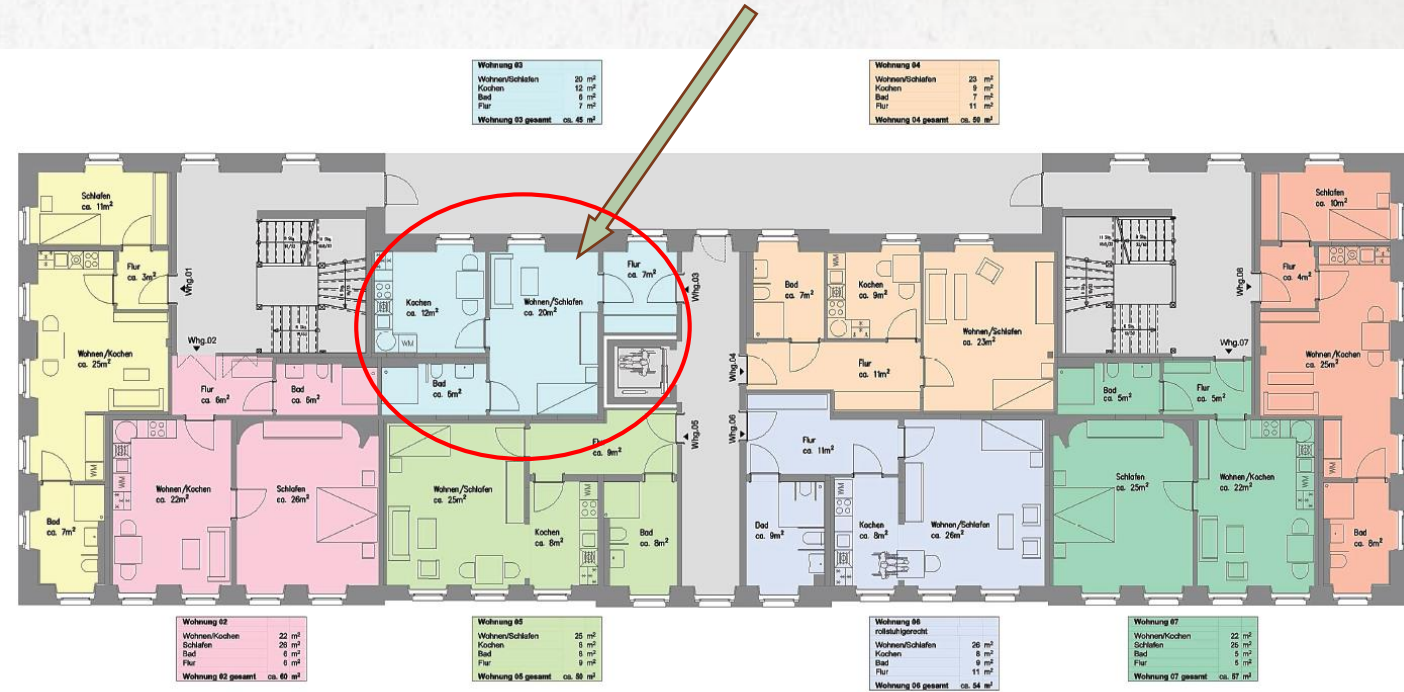 Wohnung 03
Wohnen/Schlafen 20 m²
Kochen 12 m²
Bad 6 m²
Flur 7 m²
Wohnung 03 gesamt ca. 45 m²
Wohnung 04
Wohnen/Schlafen 23 m²
Kochen 9 m²
Bad 7 m²
Flur 11 m²
Wohnung 04 gesamt ca. 50 m²
Schlafen
ca. 11m²
Flur
ca. 3m²
Whg.01
Wohnen/Kochen
ca. 25m²
WM
Bad
ca. 7m²
Whg.02
Flur
ca. 6m²
Bad
ca. 6m²
WM
Wohnen/Kochen
ca. 22m²
Schlafen
ca. 26m²
Kochen
ca. 12m²
WM
Wohnen/Schlafen
ca. 20m²
Flur
ca. 7m²
Whg.03
Bad
ca. 6m²
Flur
ca. 9m²
Whg.05
Wohnen/Schlafen
ca. 25m²
WM
Kochen
ca. 8m²
Bad
ca. 8m²
Bad
ca. 7m²
WM
Kochen
ca. 9m²
Wohnen/Schlafen
ca. 23m²
Whg.04
Flur
ca. 11m²
Whg.06
Flur
ca. 11m²
Bad
ca. 9m²
WM
Kochen
ca. 8m²
Wohnen/Schlafen
ca. 26m²
Whg.07
Bad
ca. 5m²
Flur
ca. 5m²
Schlafen
ca. 25m²
Wohnen/Kochen
ca. 22m²
WM
Schlafen
ca. 10m²
Whg.08
Flur
ca. 4m²
Wohnen/Kochen
ca. 25m²
WM
Bad
ca. 8m²
Wohnung 02
Wohnen/Kochen 22 m²
Schlafen 26 m²
Bad 6 m²
Flur 6 m²
Wohnung 02 gesamt ca. 60 m²
Wohnung 05
Wohnen/Schlafen 25 m²
Kochen 8 m²
Bad 8 m²
Flur 9 m²
Wohnung 05 gesamt ca. 50 m²
Wohnung 06
rollstuhlgerecht
Wohnen/Schlafen 26 m²
Kochen 8 m²
Bad 9 m²
Flur 11 m²
Wohnung 06 gesamt ca. 54 m²
Wohnung 07
Wohnen/Kochen 22 m²
Schlafen 25 m²
Bad 5 m²
Flur 5 m²
Wohnung 07 gesamt ca. 57 m²